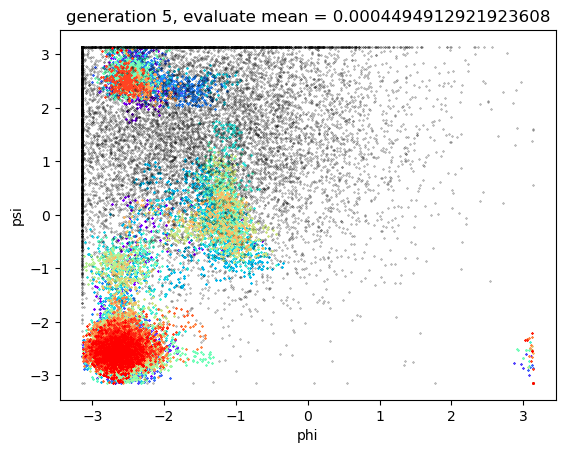 generation 5, evaluate mean = 0.0004494912921923608
3
2
1
0
−1
−2
−3
psi
−3 −2 −1 0 1 2 3
phi